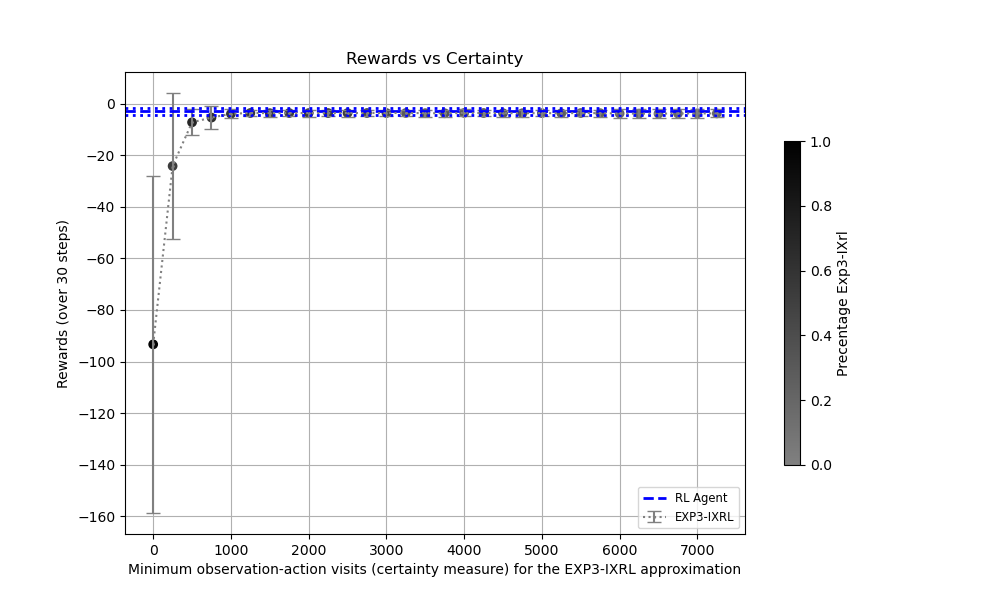 Rewards vs Certainty
Rewards (over 30 steps)
0
−20
−40
−60
−80
−100
−120
−140
−160
0 1000 2000 3000 4000 5000 6000 7000
Minimum observation-action visits (certainty measure) for the EXP3-IXRL approximation
RL Agent
EXP3-IXRL
1.0
0.8
0.6
0.4
0.2
0.0
Precentage Exp3-IXrl